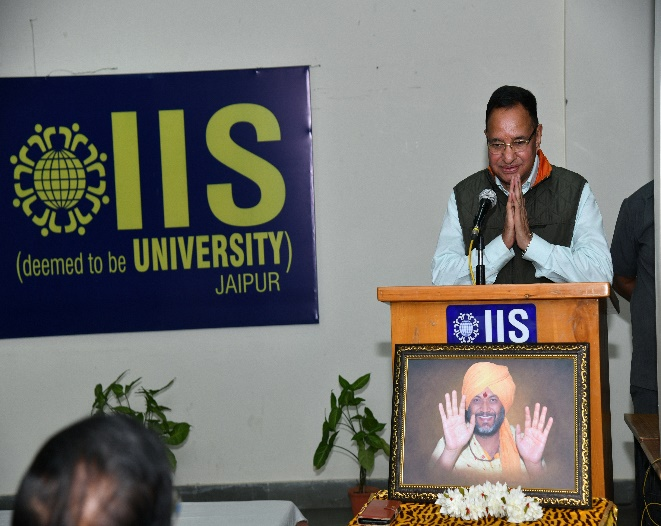 IIS
(deemed to be UNIVERSITY)
JAIPUR
IIS